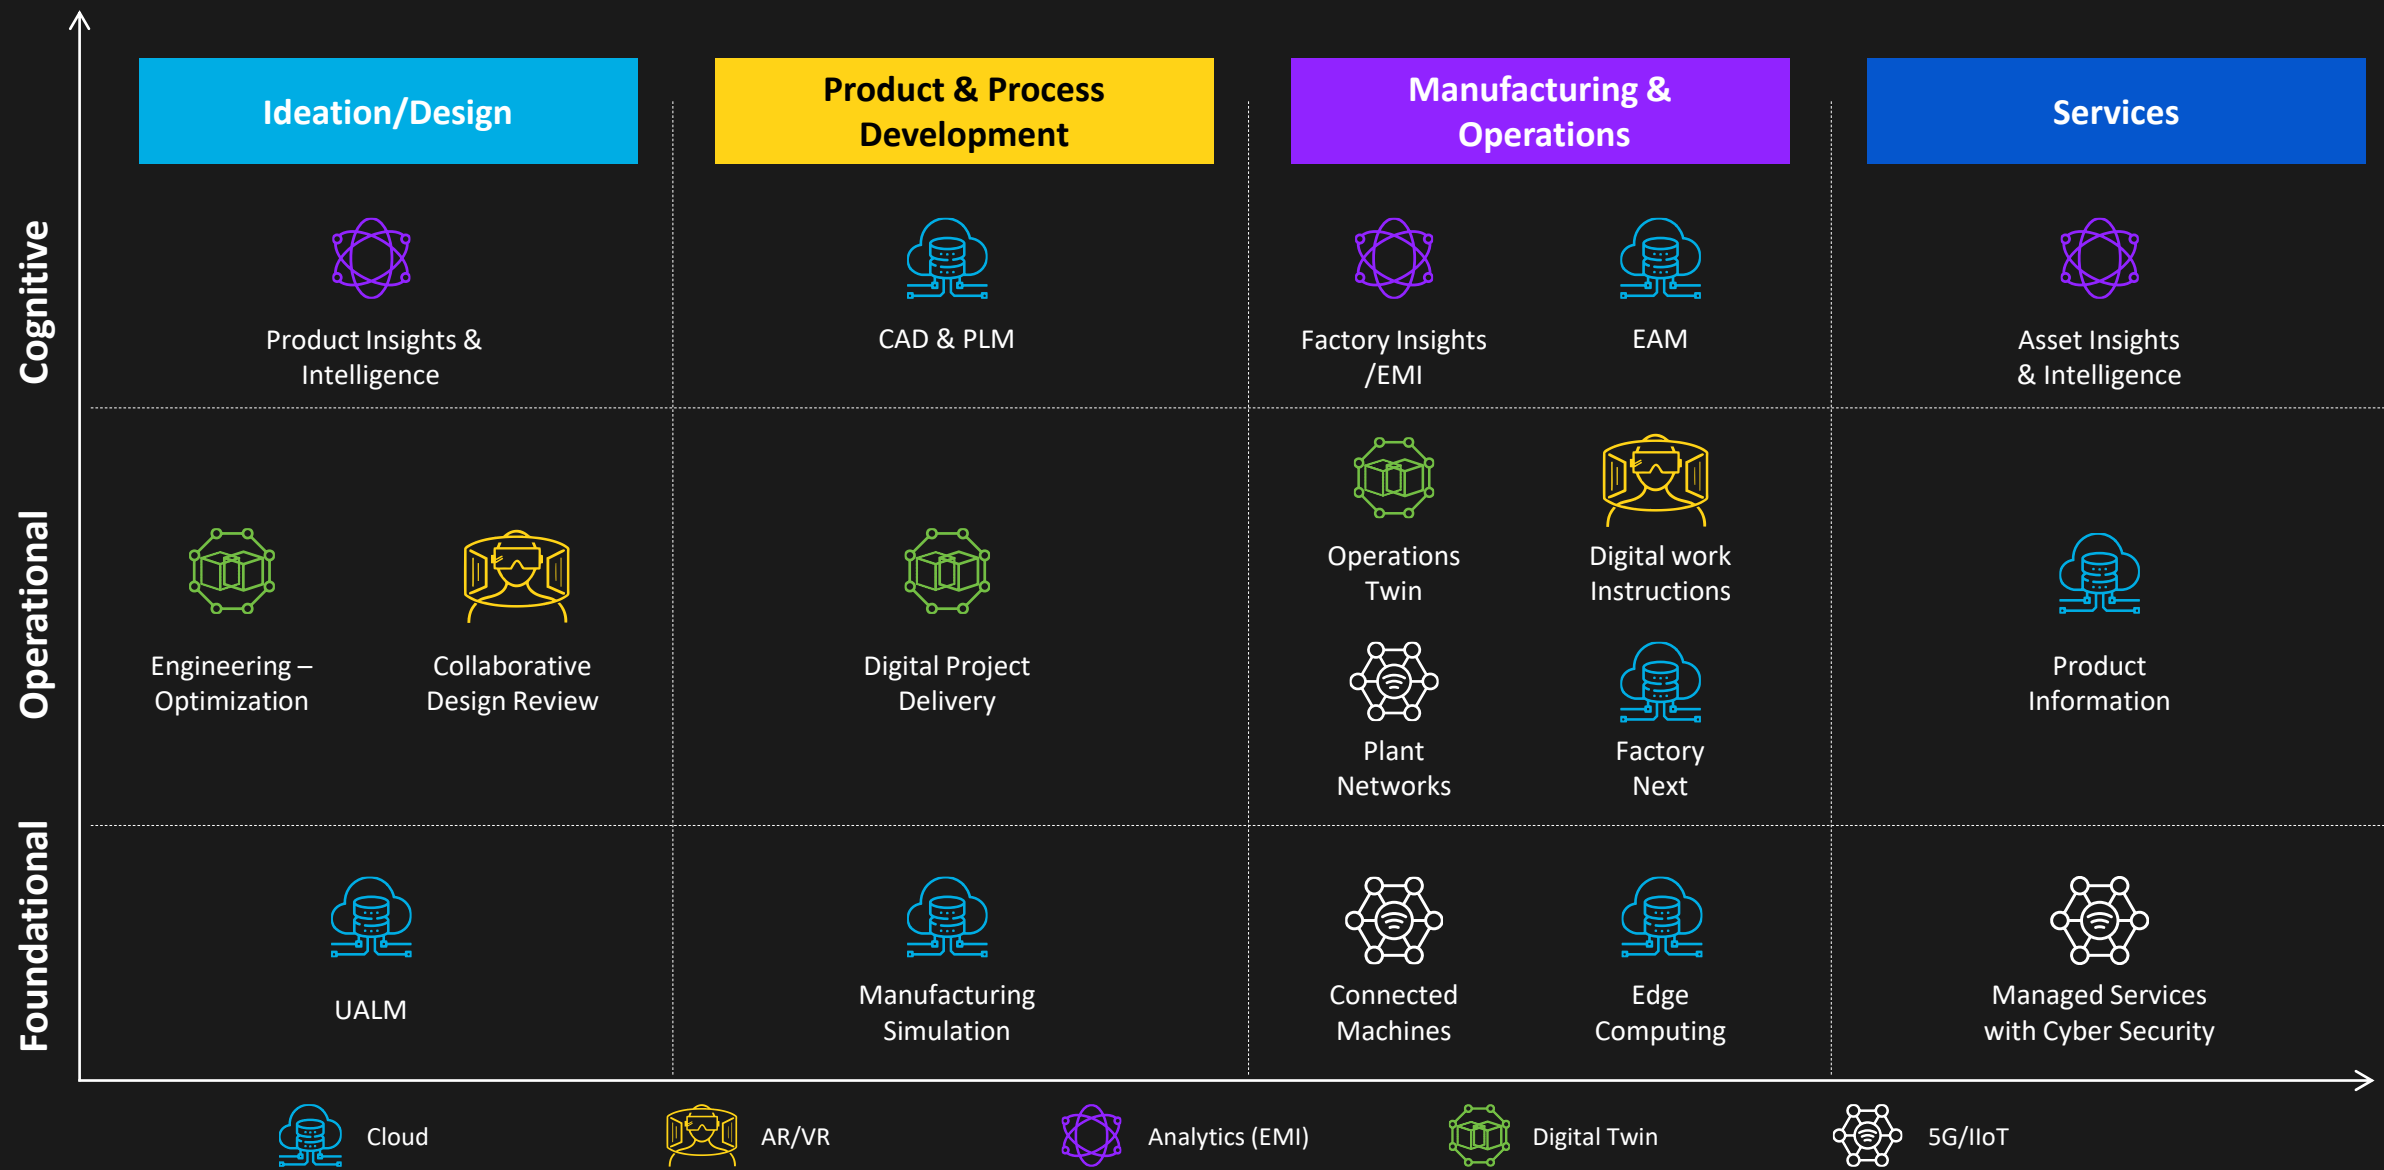 Ideation/Design
Product & Process
Development
Manufacturing &
Operations
Services
Cognitive
Product Insights &
Intelligence
CAD & PLM
Factory Insights
/EMI
EAM
Asset Insights
& Intelligence
Operational
Engineering –
Optimization
Collaborative
Design Review
Digital Project
Delivery
Operations
Twin
Digital work
Instructions
Plant
Networks
Factory
Next
Product
Information
Foundational
UALM
Manufacturing
Simulation
Connected
Machines
Edge
Computing
Managed Services
with Cyber Security
Cloud
AR/VR
Analytics (EMI)
Digital Twin
5G/IIoT